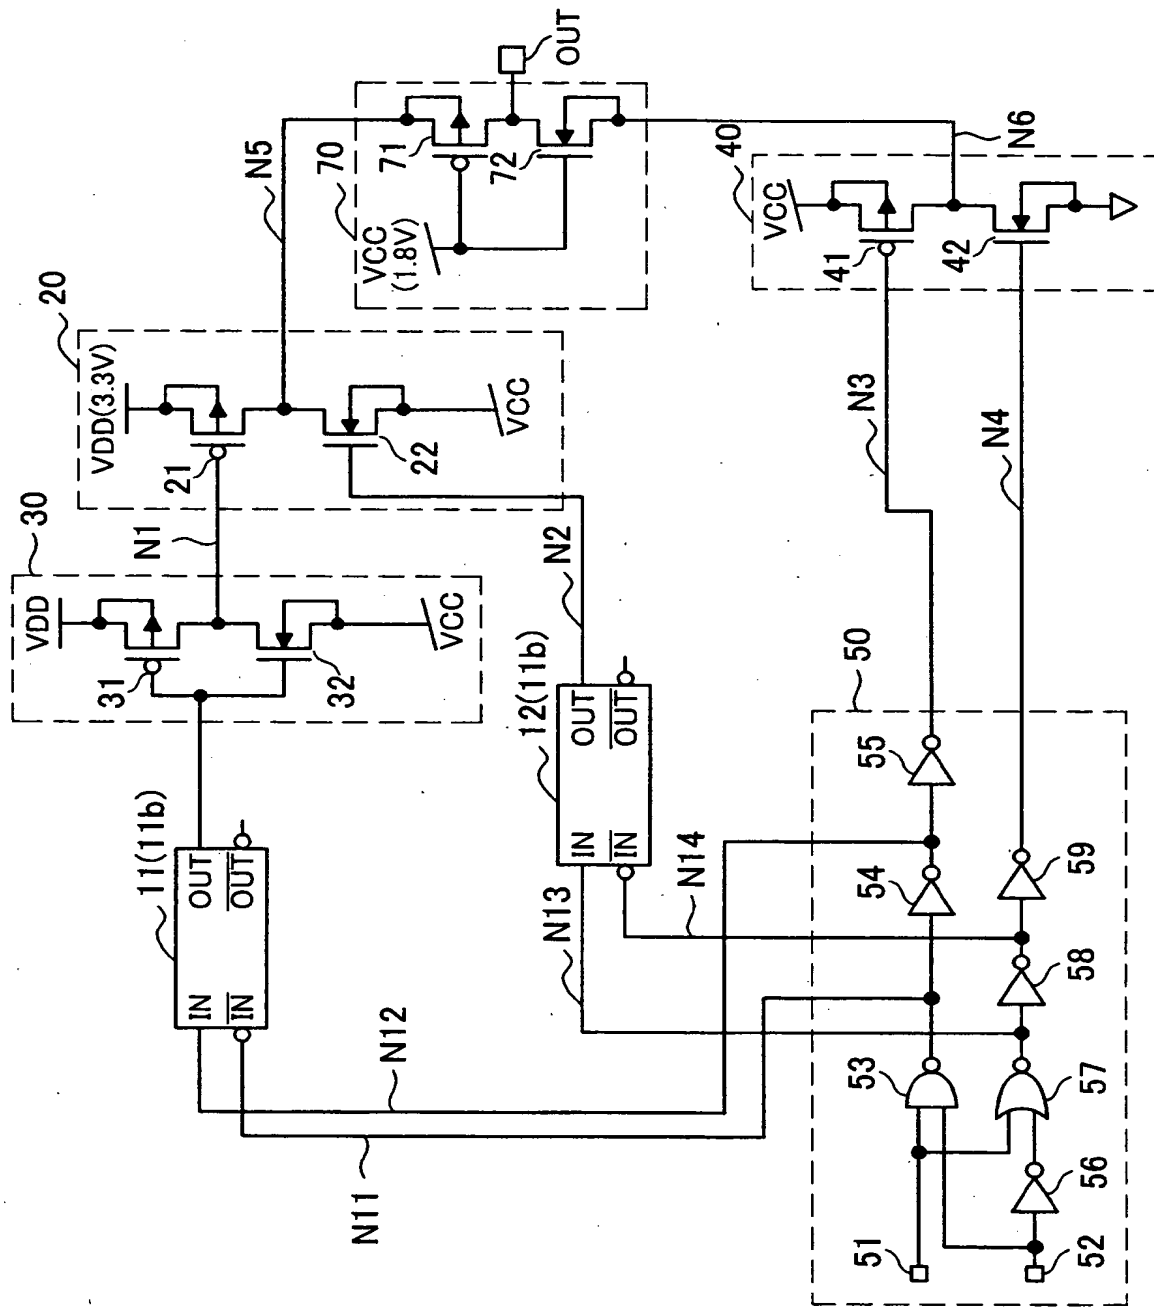 20
VDD(3.3V)
21
22
VCC
N5
70
71
72
VCC
(1.8V)
OUT
30
VDD
31
32
VCC
N1
N2
40
VCC
41
42
N6
N3
N4
11(11b)
IN
IN
OUT
OUT
12(11b)
IN
IN
OUT
OUT
N12
N11
N13
N14
50
51
52
53
54
55
56
57
58
59